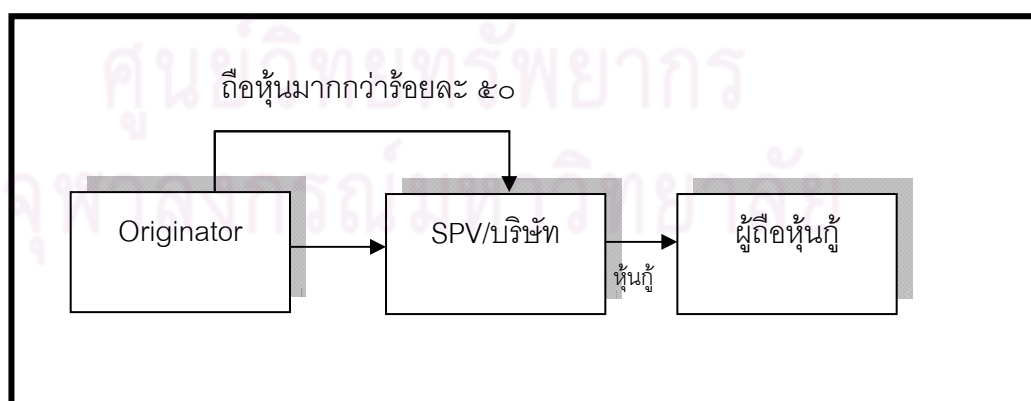 ศูนย์วิทยทรัพยากร
ถือหุ้นมากกว่าร้อยละ ๕๐
จุฬาลงกรณ์มหาวิทยาลัย
Originator
SPV/บริษัท
ผู้ถือหุ้นกู้
หุ้นกู้